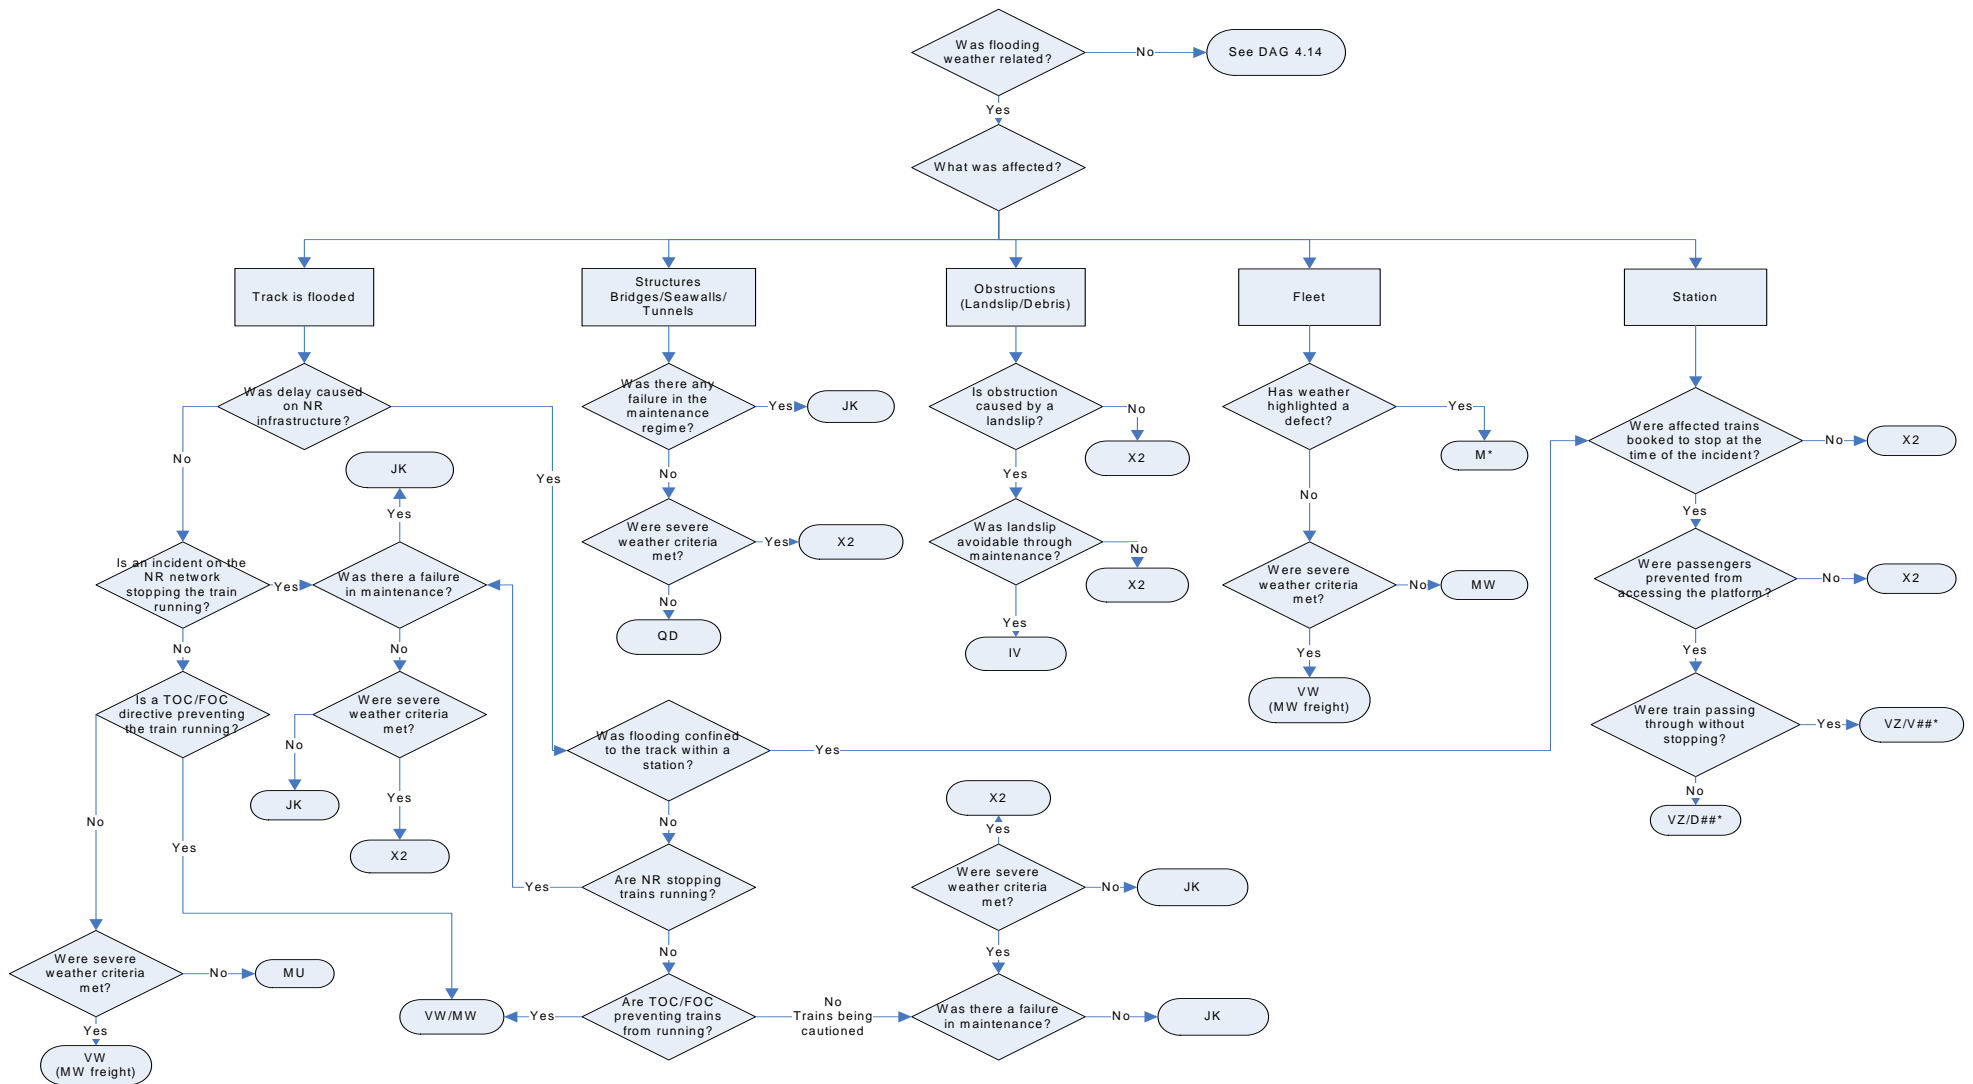 Was flooding
weather related?
No
See DAG 4.14
Yes
What was affected?
Track is flooded
Structures
Bridges/Seawalls/
Tunnels
Obstructions
(Landslip/Debris)
Fleet
Station
Was delay caused
on NR
infrastructure?
No
Yes
Was there any
failure in the
maintenance
regime?
Yes
JK
No
Is obstruction
caused by a
landslip?
No
X2
Yes
Has weather
highlighted a
defect?
Yes
M*
No
Were affected trains
booked to stop at the
time of the incident?
No
X2
Yes
JK
Yes
Were severe
weather criteria
met?
Yes
X2
No
QD
Was landslip
avoidable through
maintenance?
No
X2
Yes
IV
Is an incident on the
NR network
stopping the train
running?
Yes
No
Was there a failure
in maintenance?
No
Were severe
weather criteria
met?
No
MW
Yes
VW
(MW freight)
Were passengers
prevented from
accessing the platform?
No
X2
Yes
Is a TOC/FOC
directive preventing
the train running?
No
Yes
Were severe
weather criteria
met?
No
JK
Yes
X2
Was flooding confined
to the track within a
station?
Yes
No
Were train passing
through without
stopping?
Yes
VZ/V##*
No
VZ/D##*
Are NR stopping
trains running?
Yes
No
X2
Yes
Were severe
weather criteria
met?
No
JK
Yes
Were severe
weather criteria
met?
No
MU
Yes
VW
(MW freight)
VW/MW
Yes
Are TOC/FOC
preventing trains
from running?
No
Trains being
cautioned
Was there a failure
in maintenance?
No
JK